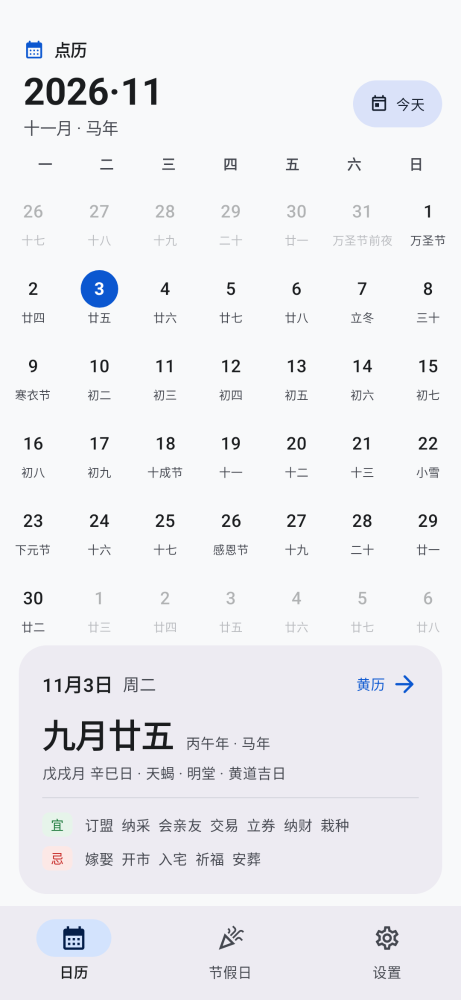 点历
2026·11
十一月 · 马年
今天
一 二 三 四 五 六 日
26 27 28 29 30 31 1
十七 十八 十九 二十 廿一 万圣节前夜 万圣节
2 3 4 5 6 7 8
廿四 廿五 廿六 廿七 廿八 立冬 三十
9 10 11 12 13 14 15
寒衣节 初二 初三 初四 初五 初六 初七
16 17 18 19 20 21 22
初八 初九 十成节 十一 十二 十三 小雪
23 24 25 26 27 28 29
下元节 十六 十七 感恩节 十九 二十 廿一
30 1 2 3 4 5 6
廿二 廿三 廿四 廿五 廿六 廿七 廿八
11月3日 周二 黄历
九月廿五 丙午年 · 马年
戊戌月 辛巳日 · 天蝎 · 明堂 · 黄道吉日
宜 订盟 纳采 会亲友 交易 立券 纳财 栽种
忌 嫁娶 开市 入宅 祈福 安葬
日历 节假日 设置